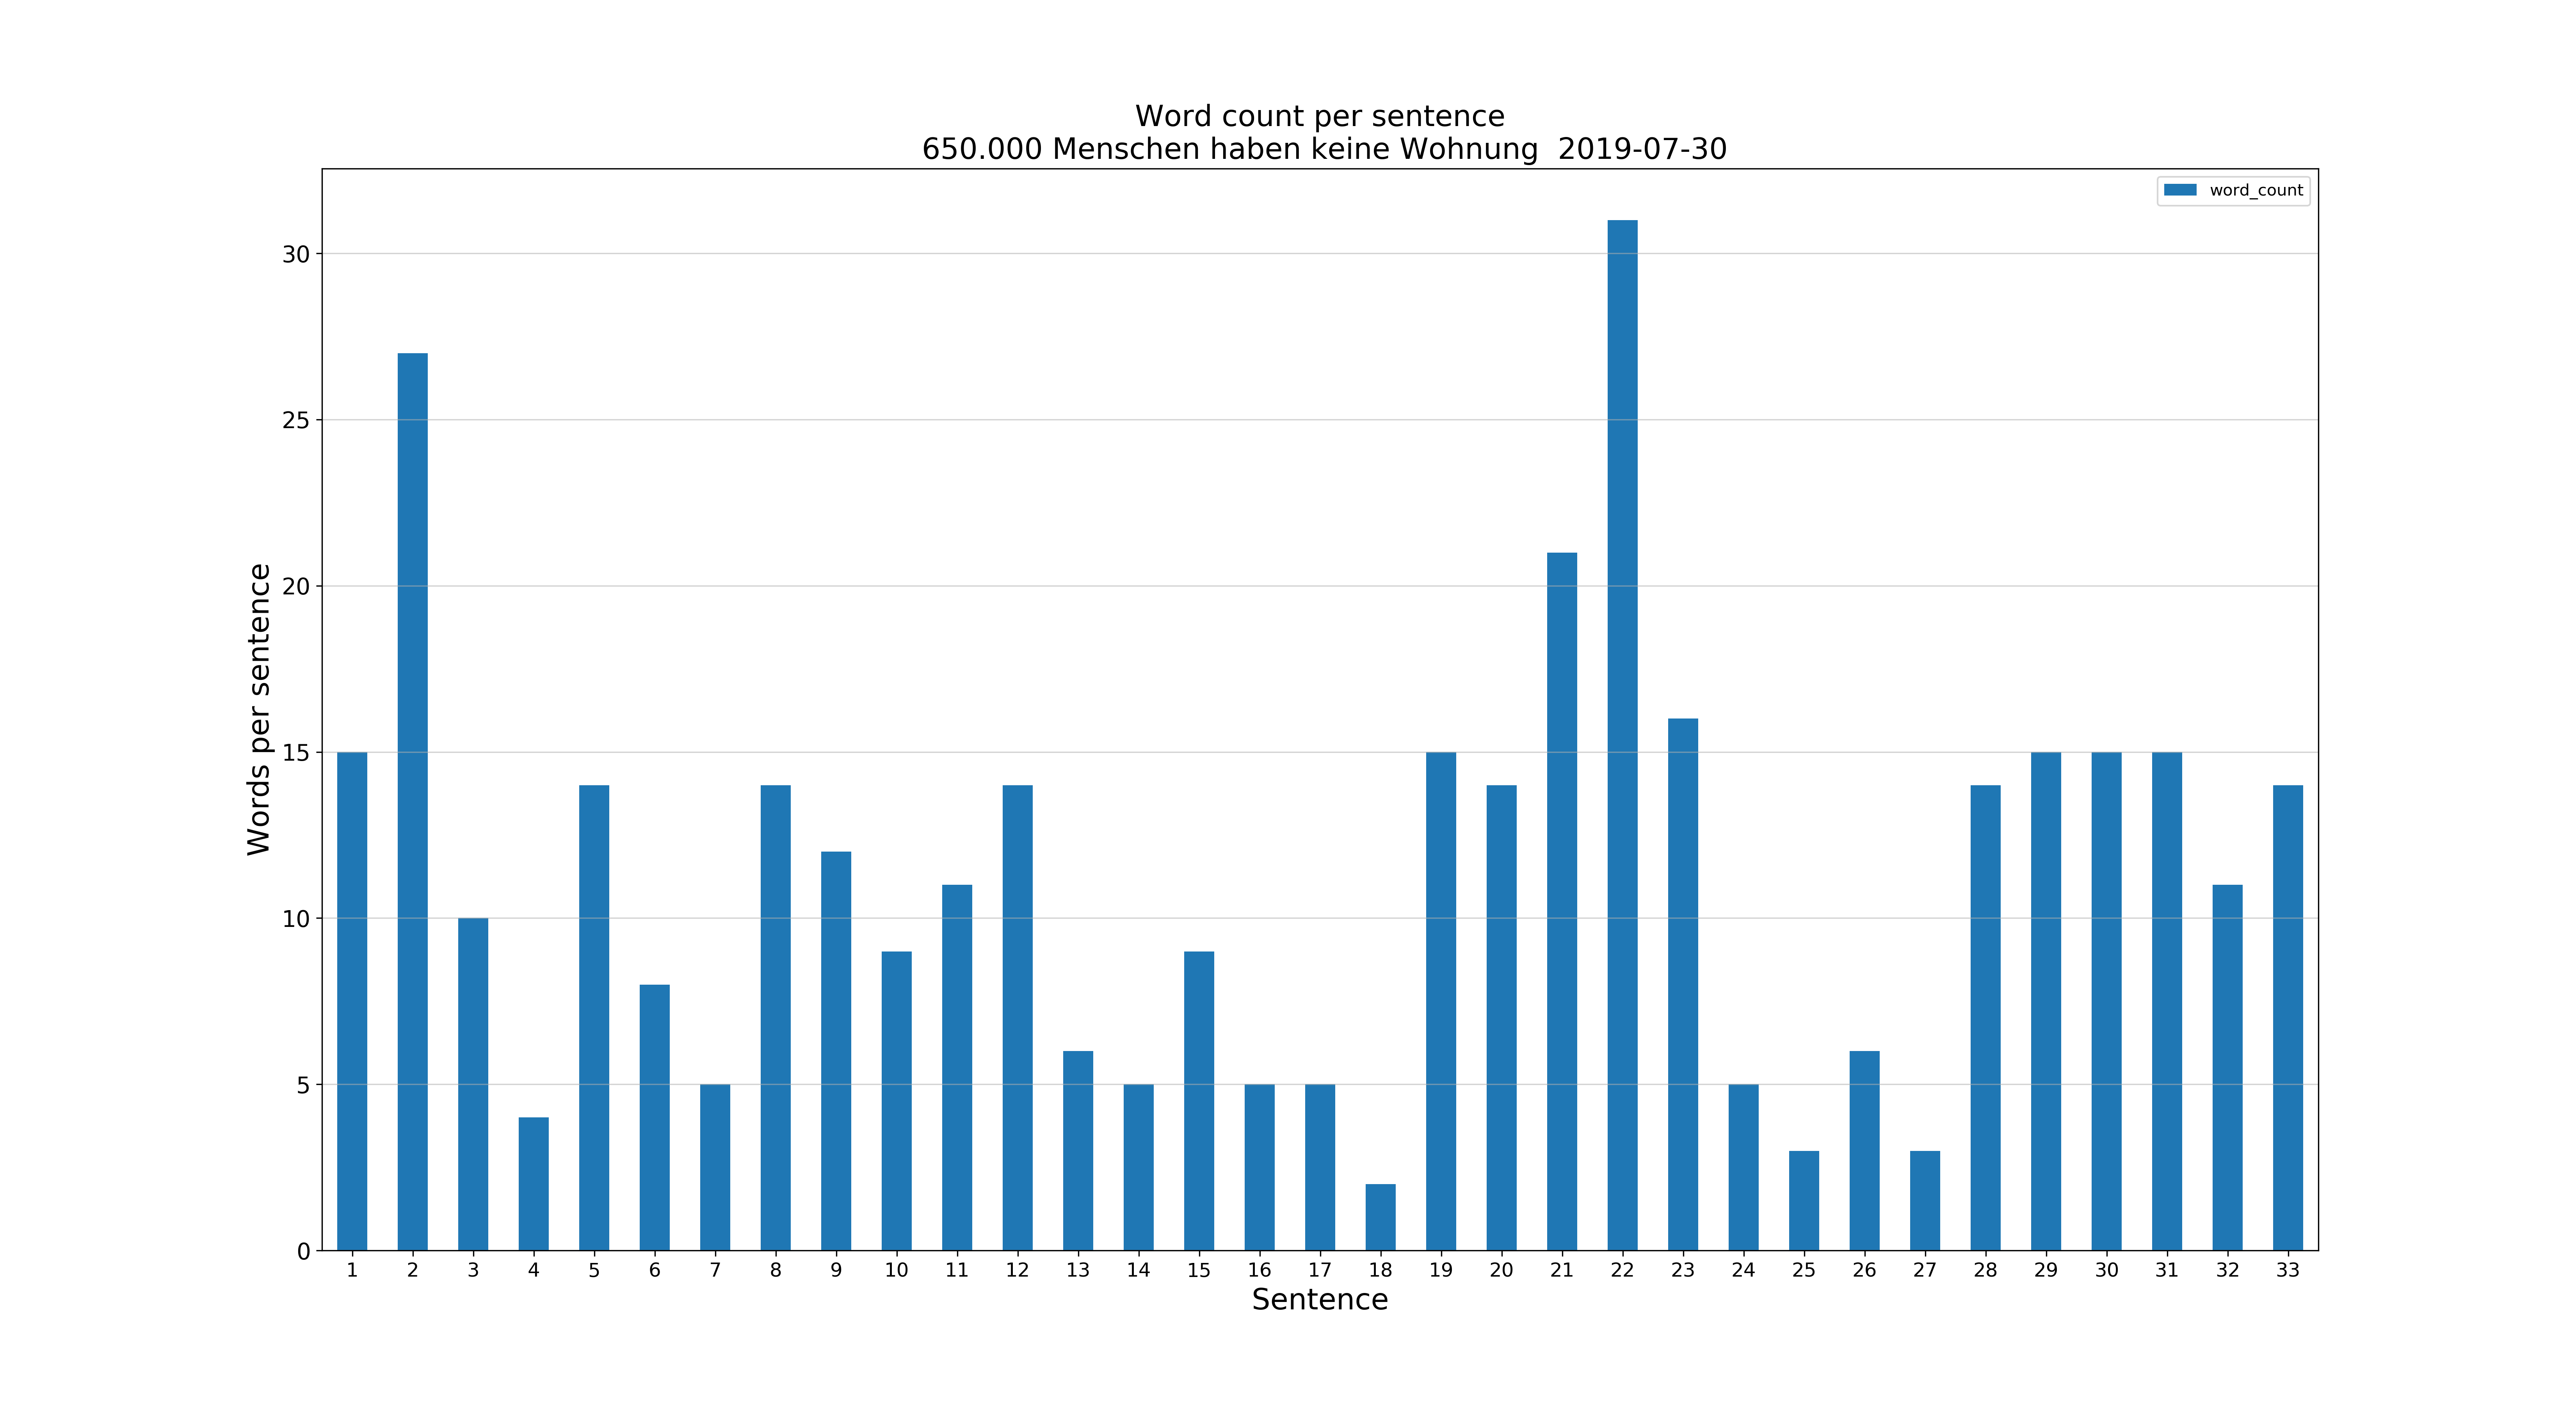 Word count per sentence
650.000 Menschen haben keine Wohnung  2019-07-30
word_count
30
25
20
15
10
5
0
Words per sentence
1 2 3 4 5 6 7 8 9 10 11 12 13 14 15 16 17 18 19 20 21 22 23 24 25 26 27 28 29 30 31 32 33
Sentence